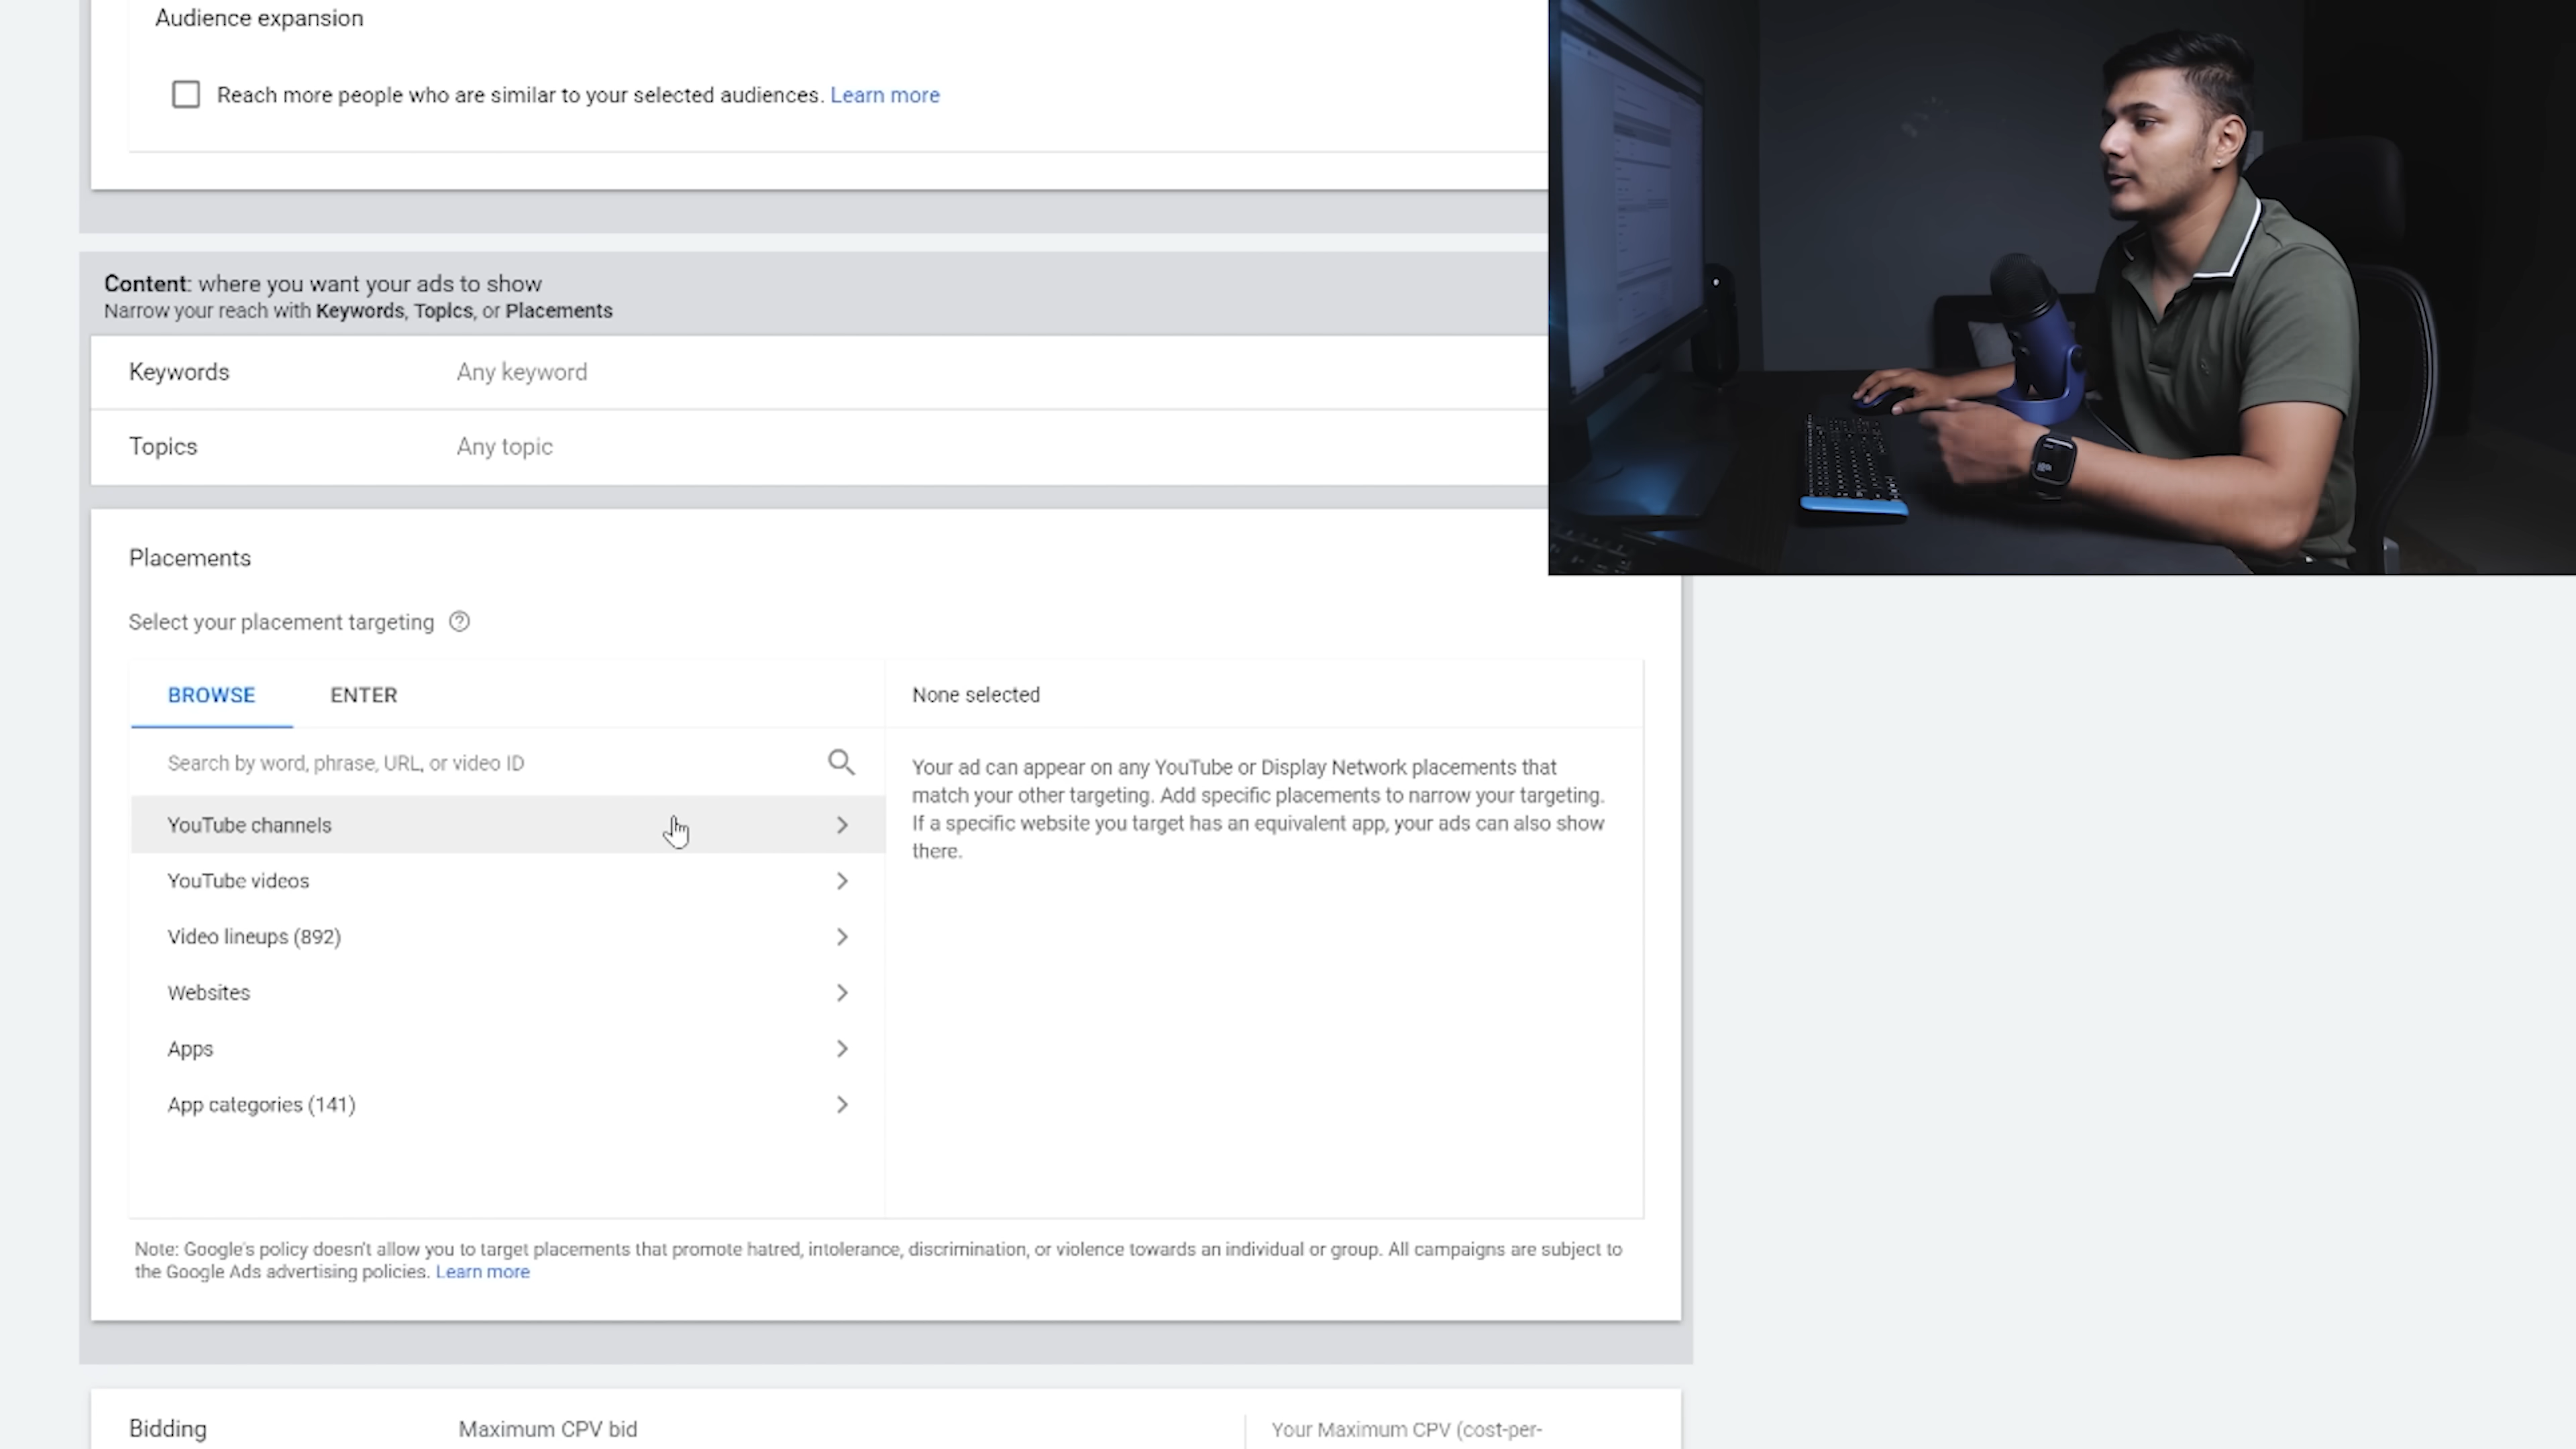 Audience expansion
Reach more people who are similar to your selected audiences. Learn more
Content: where you want your ads to show
Narrow your reach with Keywords, Topics, or Placements
Keywords Any keyword
Topics Any topic
Placements
Select your placement targeting
BROWSE ENTER
None selected
Search by word, phrase, URL, or video ID
Your ad can appear on any YouTube or Display Network placements that
match your other targeting. Add specific placements to narrow your targeting.
If a specific website you target has an equivalent app, your ads can also show
there.
YouTube channels
YouTube videos
Video lineups (892)
Websites
Apps
App categories (141)
Note: Google's policy doesn't allow you to target placements that promote hatred, intolerance, discrimination, or violence towards an individual or group. All campaigns are subject to
the Google Ads advertising policies. Learn more
Bidding Maximum CPV bid Your Maximum CPV (cost-per-